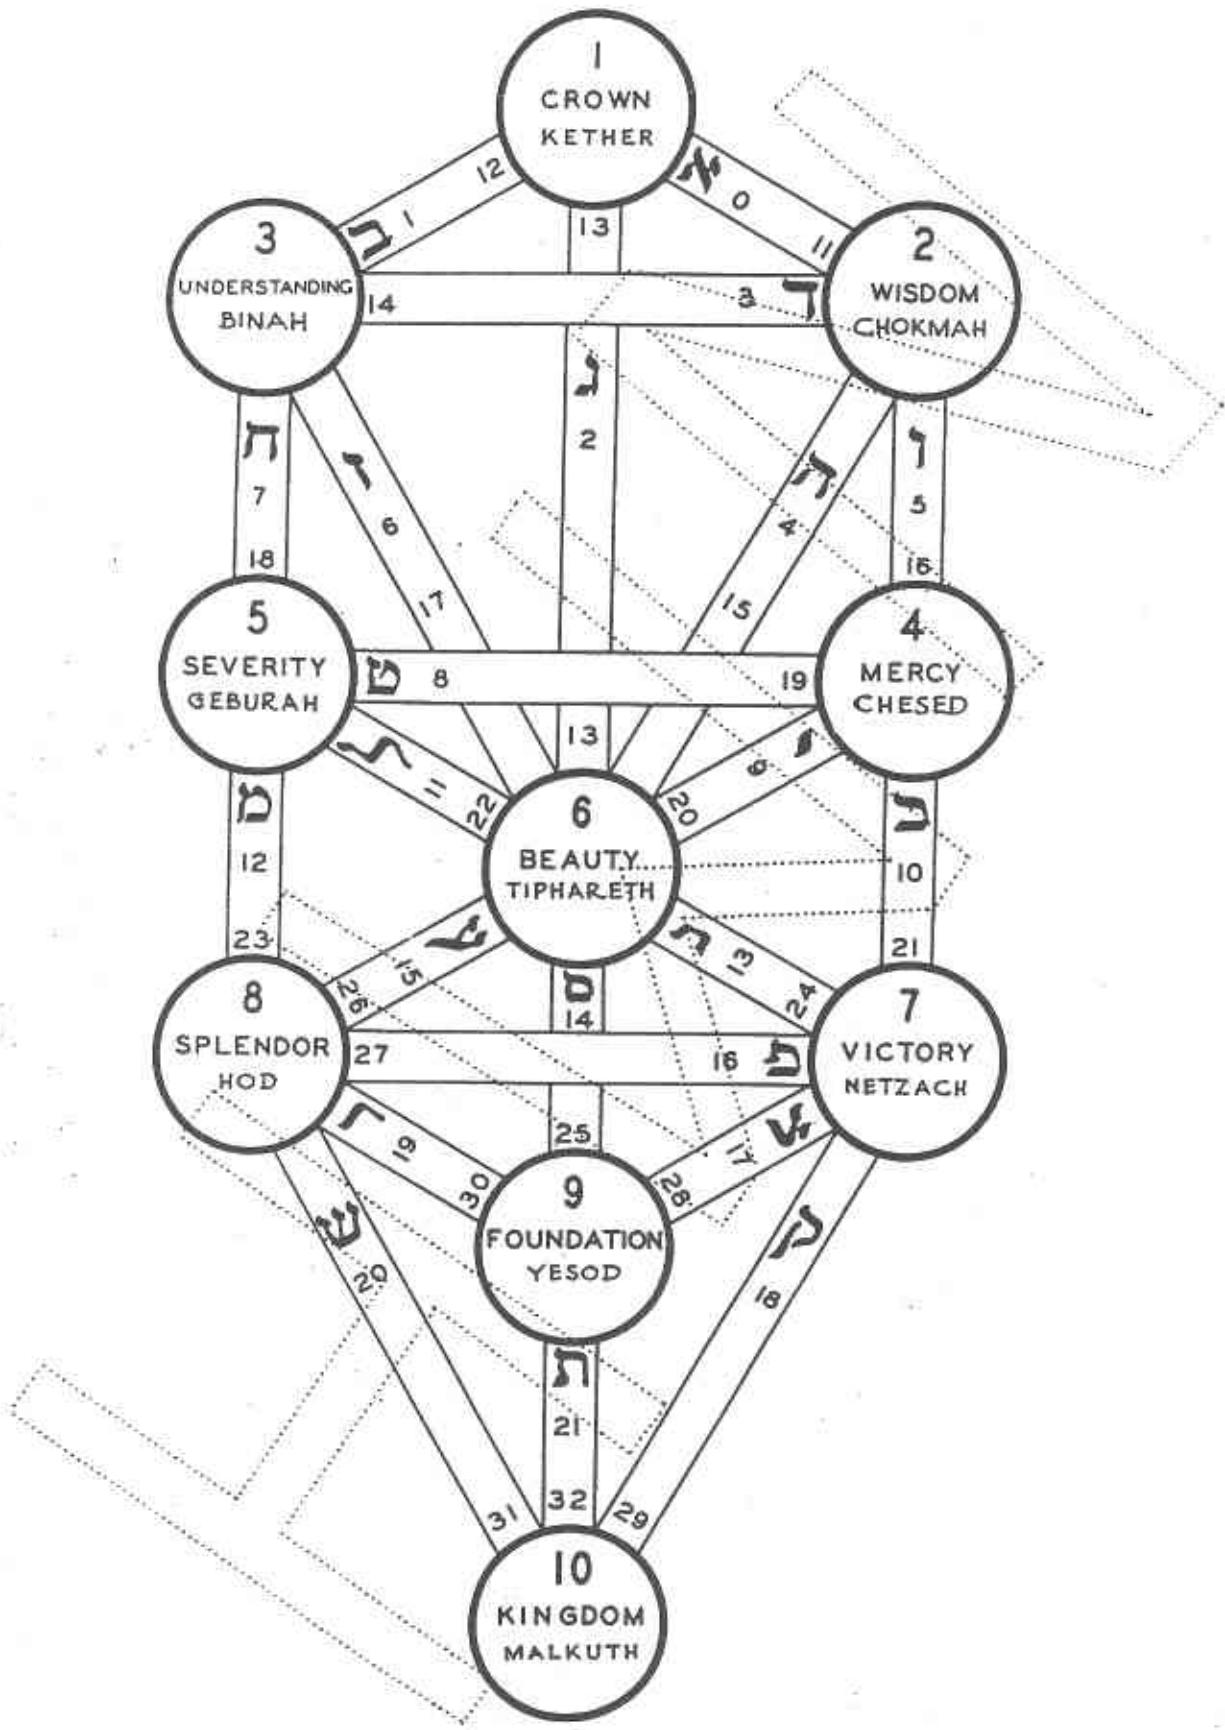 1
CROWN
KETHER
12
1
13
א
0
11
3
UNDERSTANDING
BINAH
2
WISDOM
CHOKMAH
14
3
ד
ג
2
ח
7
18
ז
6
17
ה
4
15
ו
5
16
5
SEVERITY
GEBURAH
4
MERCY
CHESED
8
19
13
ל
11
22
י
9
20
מ
12
23
10
21
6
BEAUTY
TIPHARETH
15
26
ס
14
13
24
8
SPLENDOR
HOD
7
VICTORY
NETZACH
27
16
25
19
30
17
28
ש
20
31
9
FOUNDATION
YESOD
ק
18
29
ת
21
32
10
KINGDOM
MALKUTH